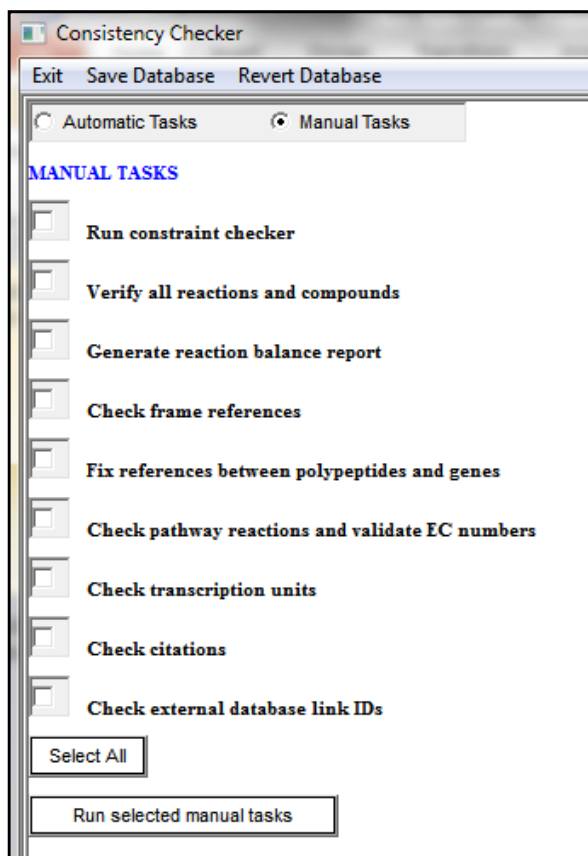 Consistency Checker
Exit Save Database Revert Database
Automatic Tasks Manual Tasks
MANUAL TASKS
Run constraint checker
Verify all reactions and compounds
Generate reaction balance report
Check frame references
Fix references between polypeptides and genes
Check pathway reactions and validate EC numbers
Check transcription units
Check citations
Check external database link IDs
Select All
Run selected manual tasks